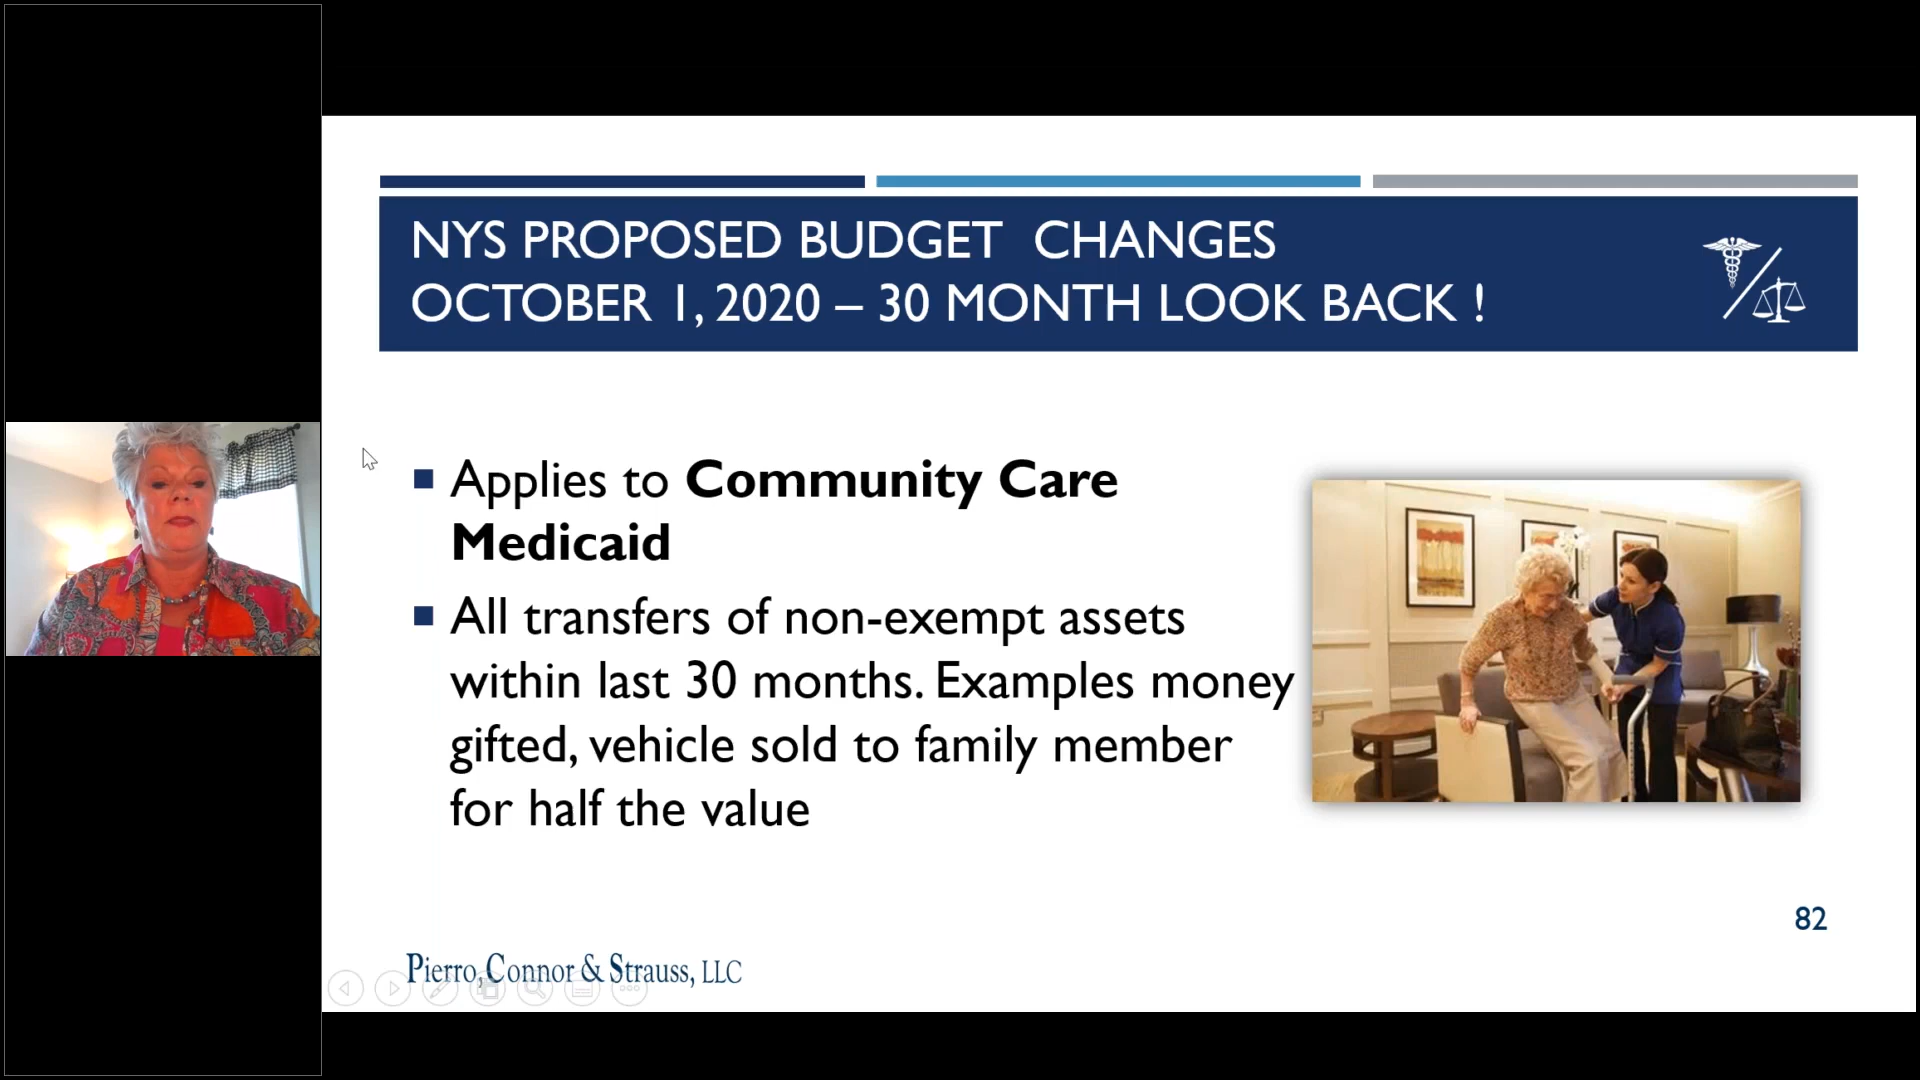 NYS PROPOSED BUDGET CHANGES
OCTOBER 1, 2020 – 30 MONTH LOOK BACK !
Applies to Community Care
Medicaid
All transfers of non-exempt assets
within last 30 months. Examples money
gifted, vehicle sold to family member
for half the value
82
Pierro, Connor & Strauss, LLC